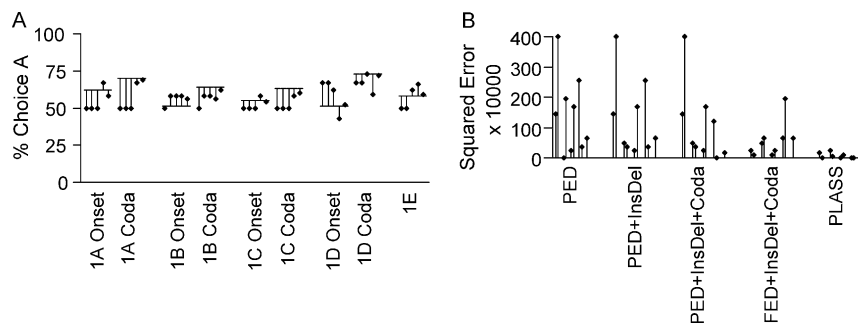 A
% Choice A
100
75
50
25
0
1A Onset
1A Coda
1B Onset
1B Coda
1C Onset
1C Coda
1D Onset
1D Coda
1E
B
Squared Error
x 10000
400
300
200
100
0
PED
PED+InsDel
PED+InsDel+Coda
FED+InsDel+Coda
PLASS